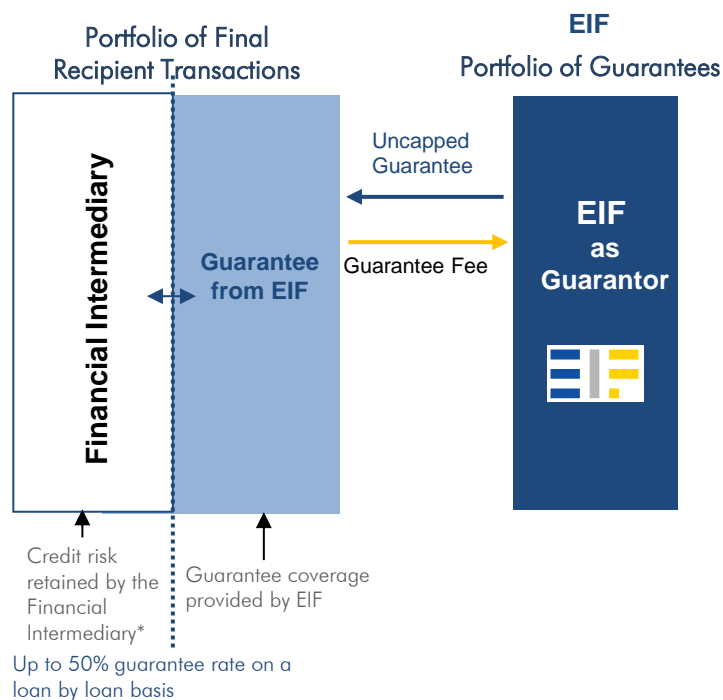 Portfolio of Final
Recipient Transactions
EIF
Portfolio of Guarantees
Financial Intermediary
Guarantee
from EIF
Uncapped
Guarantee
Guarantee Fee
EIF
as
Guarantor
EIF
Credit risk
retained by the
Financial
Intermediary*
Guarantee coverage
provided by EIF
Up to 50% guarantee rate on a
loan by loan basis